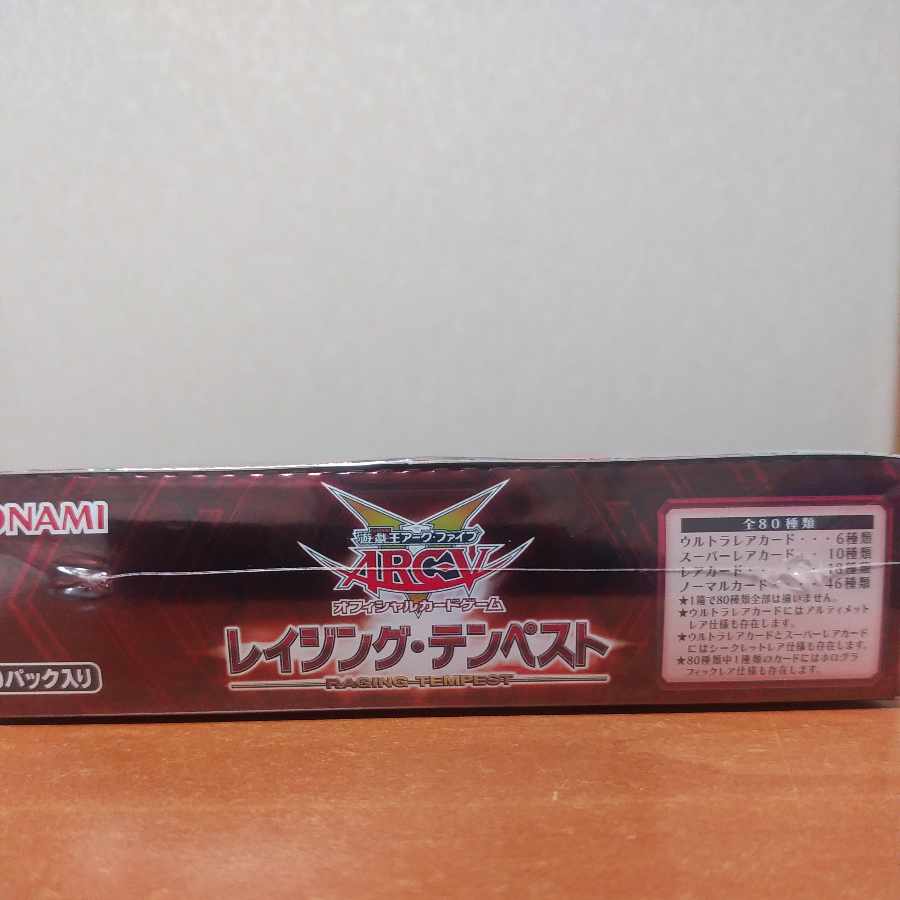 KONAMI
遊戯王アーク・ファイブ
ARC-V
オフィシャルカードゲーム
レイジング・テンペスト
RAGING TEMPEST
パック入り
全80種類
ウルトラレアカード・・・6種類
スーパーレアカード・・10種類
レアカード・・・18種類
ノーマルカード・・・46種類
★1箱で80種類全部は揃いません。
★ウルトラレアカードにはアルティメット
レア仕様も存在します。
★ウルトラレアカードとスーパーレアカード
にはシークレットレア仕様も存在します。
★80種類中1種類のカードにはホログラ
フィックレア仕様も存在します。